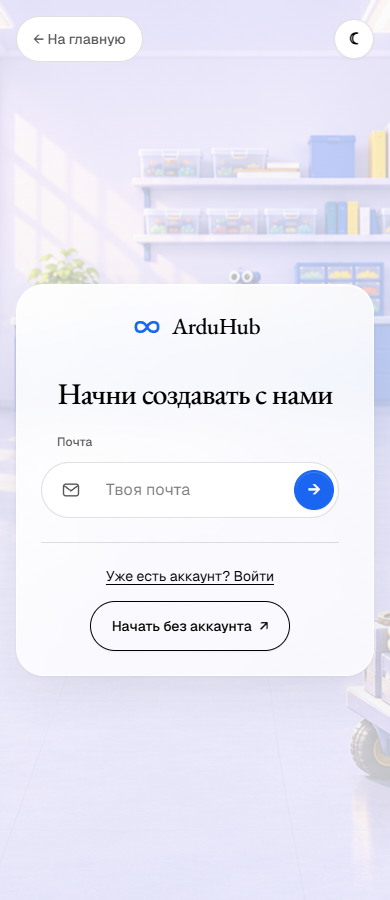 ← На главную
ArduHub
Начни создавать с нами
Почта
Твоя почта
Уже есть аккаунт? Войти
Начать без аккаунта ↗